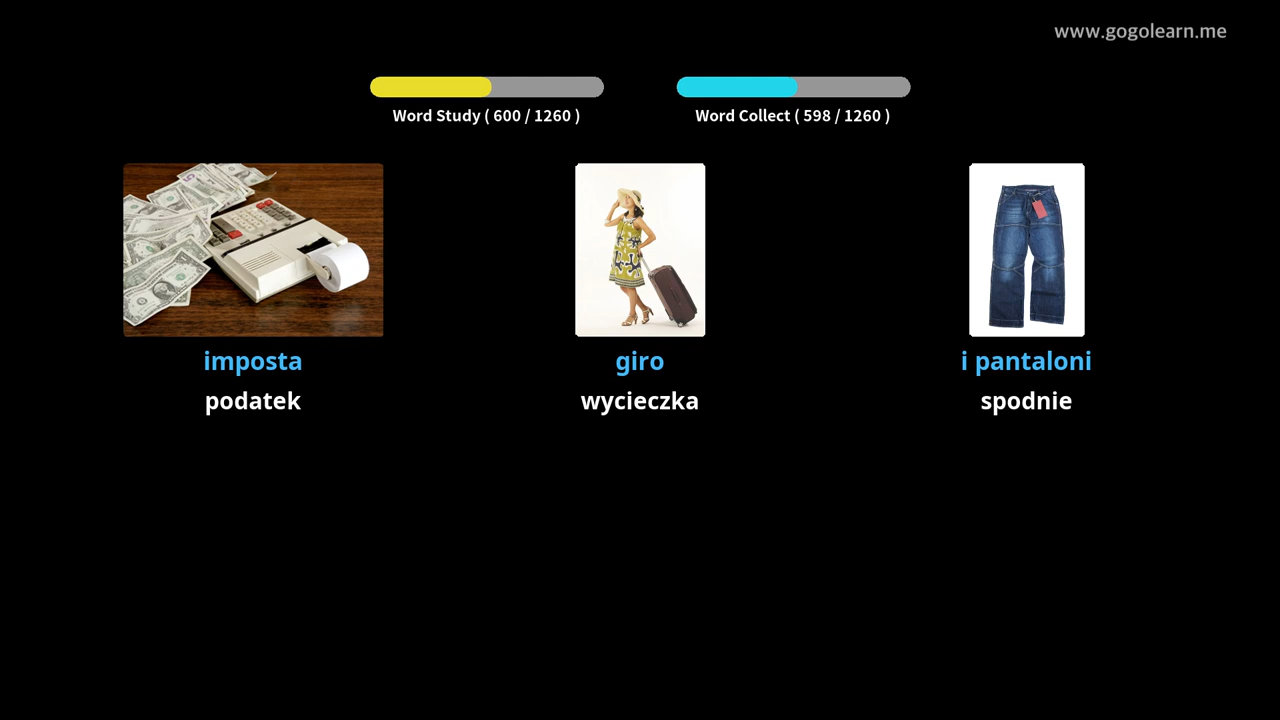 www.gogolearn.me
Word Study ( 600 / 1260 )
Word Collect ( 598 / 1260 )
imposta
podatek
giro
wycieczka
i pantaloni
spodnie